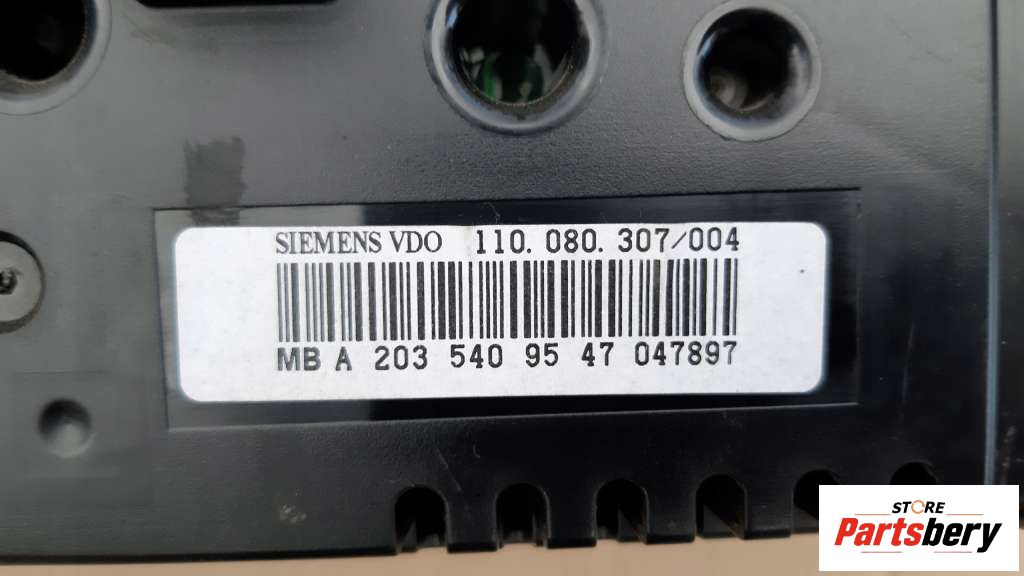 SIEMENS VDO 110. 080. 307/004
MB A 203 540 95 47 047897
STORE
Partsbery